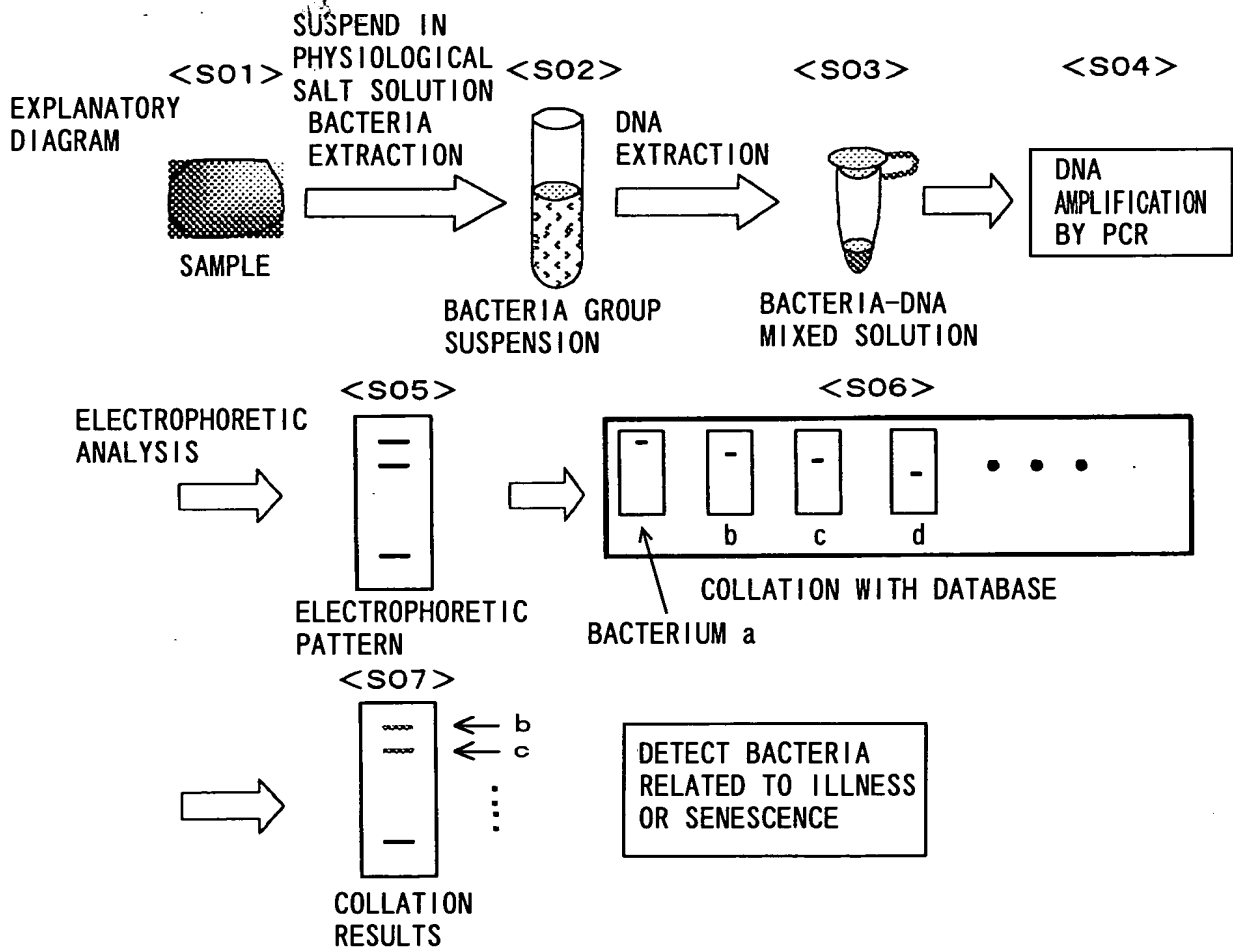 EXPLANATORY
DIAGRAM
<S01>
SUSPEND IN
PHYSIOLOGICAL
SALT SOLUTION
BACTERIA
EXTRACTION
<S02>
DNA
EXTRACTION
<S03>
<S04>
DNA
AMPLIFICATION
BY PCR
SAMPLE
BACTERIA GROUP
SUSPENSION
BACTERIA-DNA
MIXED SOLUTION
ELECTROPHORETIC
ANALYSIS
<S05>
ELECTROPHORETIC
PATTERN
<S06>
b
c
d
BACTERIUM a
COLLATION WITH DATABASE
<S07>
b
c
COLLATION
RESULTS
DETECT BACTERIA
RELATED TO ILLNESS
OR SENESCENCE